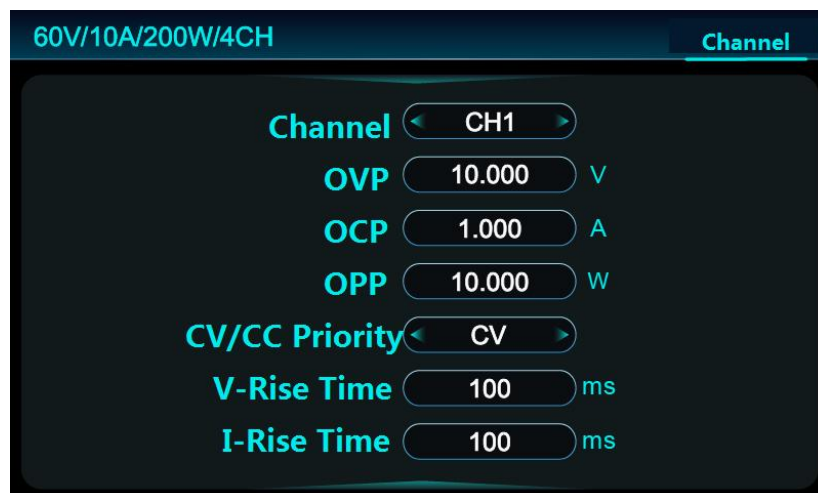 60V/10A/200W/4CH
Channel
Channel CH1
OVP 10.000 V
OCP 1.000 A
OPP 10.000 W
CV/CC Priority CV
V-Rise Time 100 ms
I-Rise Time 100 ms